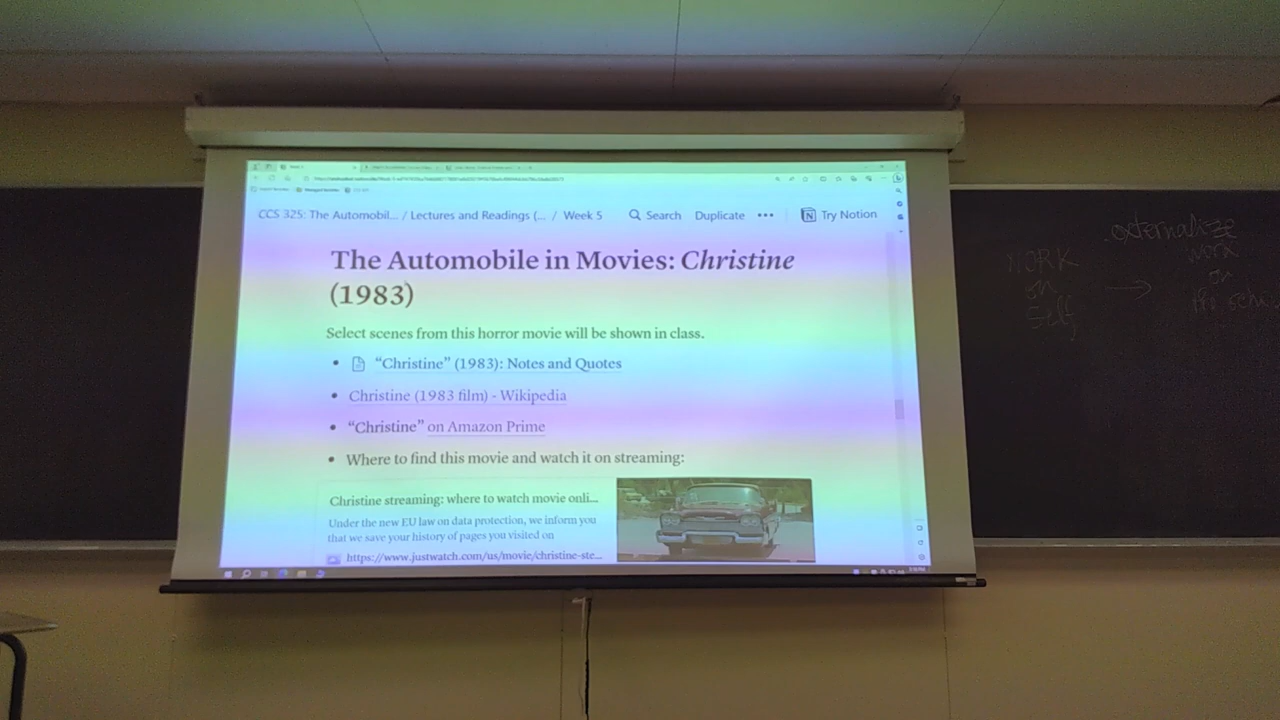 CCS 325: The Automobil... / Lectures and Readings (... / Week 5 Search Duplicate ••• Try Notion
The Automobile in Movies: Christine
(1983)
Select scenes from this horror movie will be shown in class.
• “Christine” (1983): Notes and Quotes
• Christine (1983 film) - Wikipedia
• “Christine” on Amazon Prime
• Where to find this movie and watch it on streaming:
Christine streaming: where to watch movie onli...
Under the new EU law on data protection, we inform you
that we save your history of pages you visited on
https://www.justwatch.com/us/movie/christine-ste...
WORK
on
Self
→
externalize
work
on